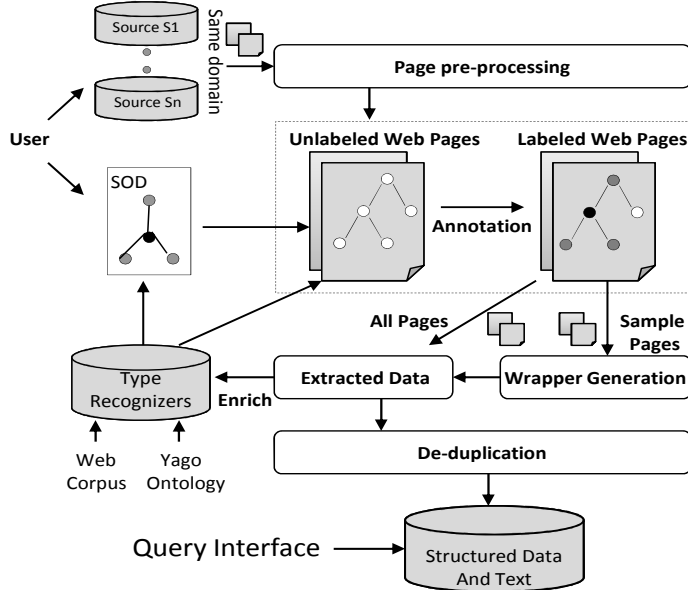 Source S1
Same domain
Source Sn
Page pre-processing
User
Unlabeled Web Pages
Labeled Web Pages
SOD
Annotation
All Pages
Sample
Pages
Type
Recognizers
Enrich
Extracted Data
Wrapper Generation
Web
Corpus
Yago
Ontology
De-duplication
Query Interface
Structured Data
And Text